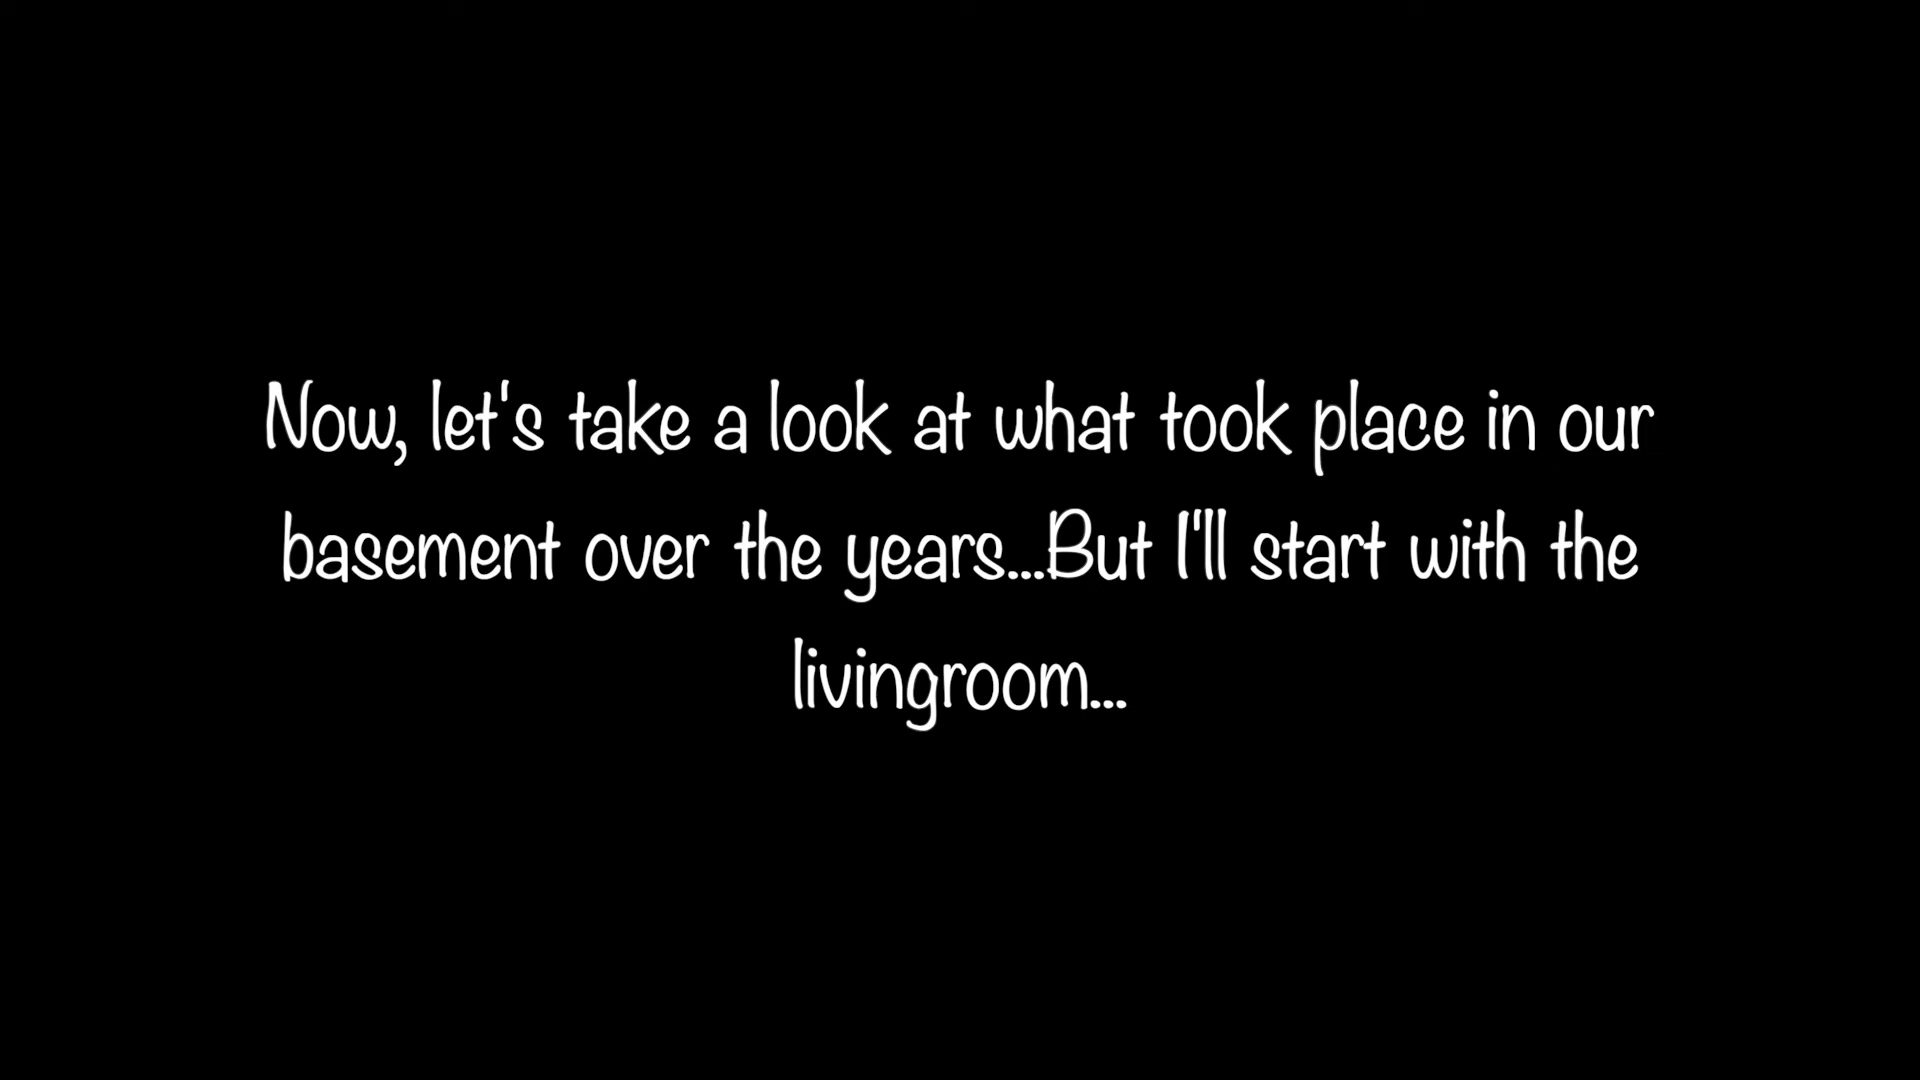 Now, let's take a look at what took place in our
basement over the years...But I'll start with the
livingroom...